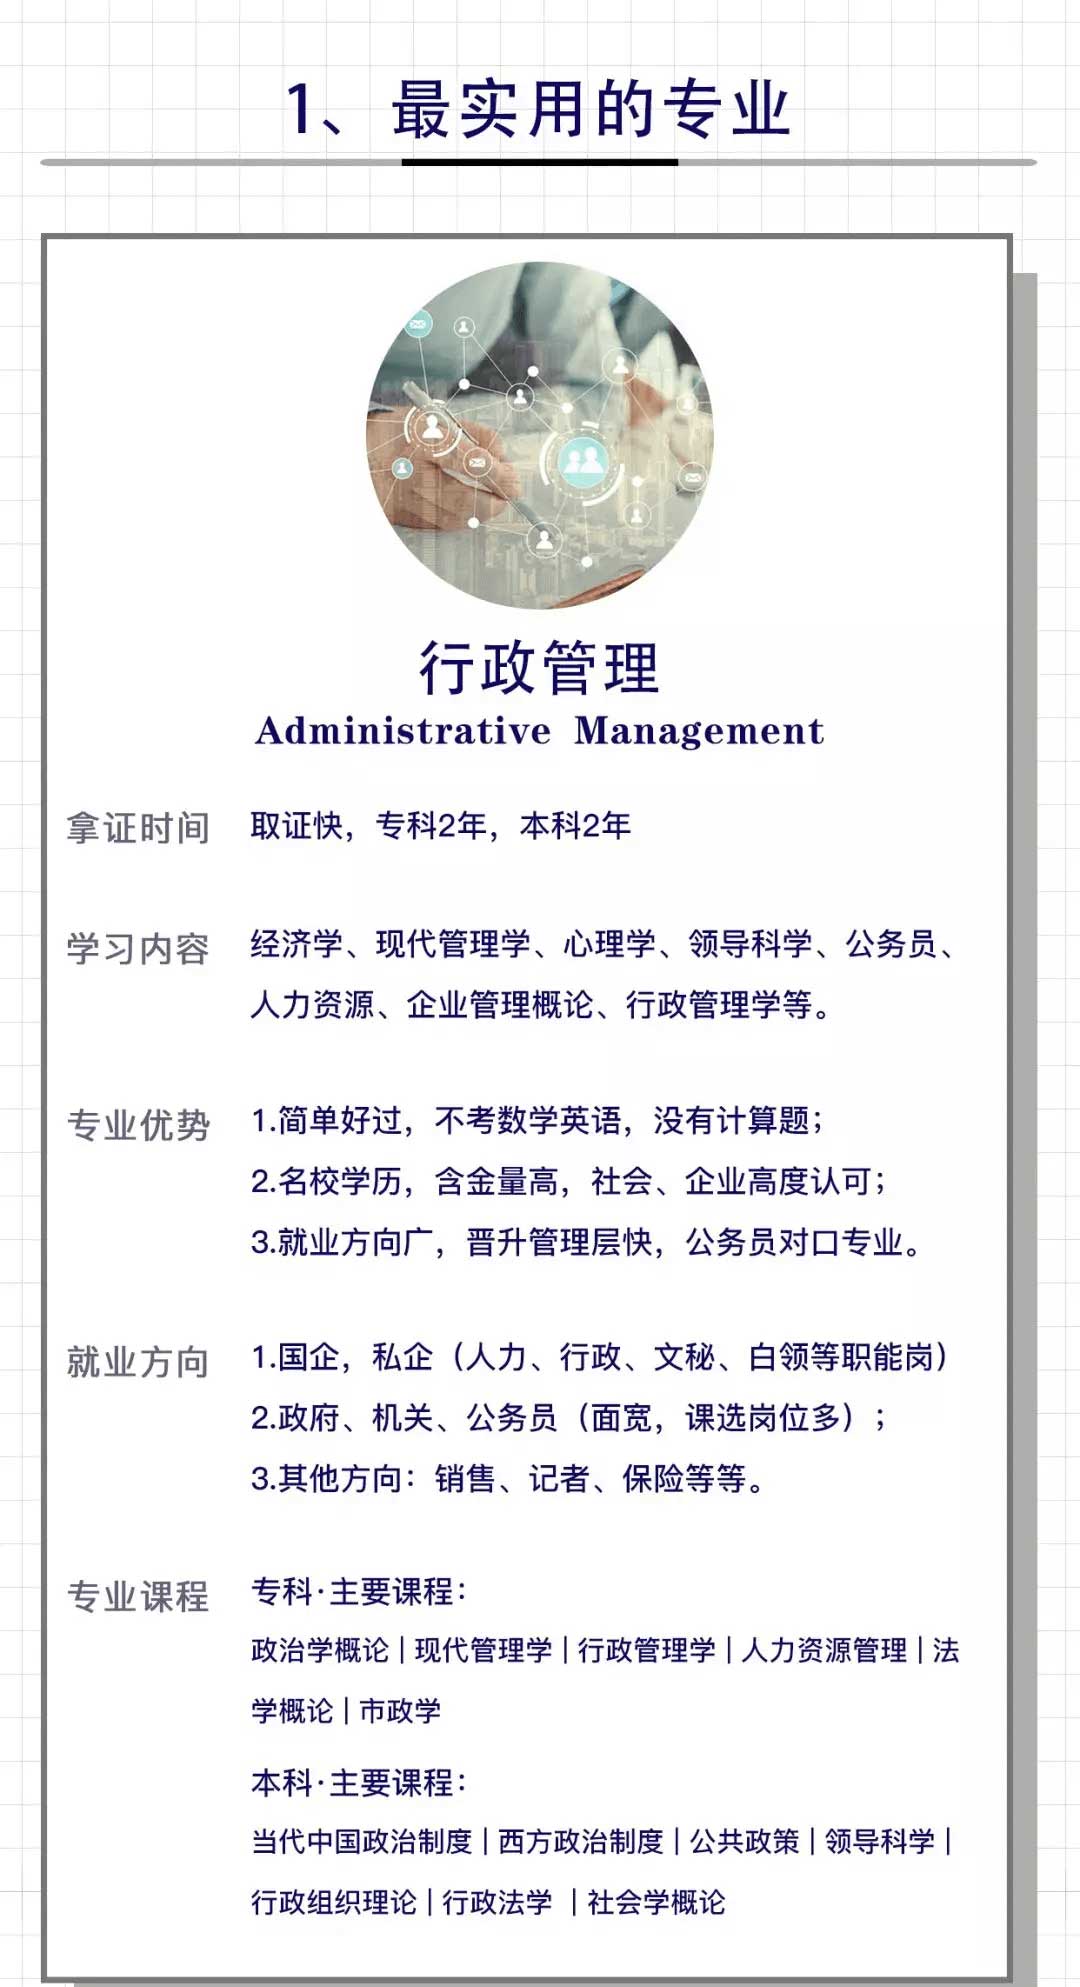 1、最实用的专业
行政管理
Administrative Management
拿证时间 取证快，专科2年，本科2年
学习内容 经济学、现代管理学、心理学、领导科学、公务员、
人力资源、企业管理概论、行政管理学等。
专业优势 1.简单好过，不考数学英语，没有计算题；
2.名校学历，含金量高，社会、企业高度认可；
3.就业方向广，晋升管理层快，公务员对口专业。
就业方向 1.国企，私企（人力、行政、文秘、白领等职能岗）
2.政府、机关、公务员（面宽，课选岗位多）；
3.其他方向：销售、记者、保险等等。
专业课程 专科·主要课程：
政治学概论 | 现代管理学 | 行政管理学 | 人力资源管理 | 法
学概论 | 市政学
本科·主要课程：
当代中国政治制度 | 西方政治制度 | 公共政策 | 领导科学 |
行政组织理论 | 行政法学 | 社会学概论